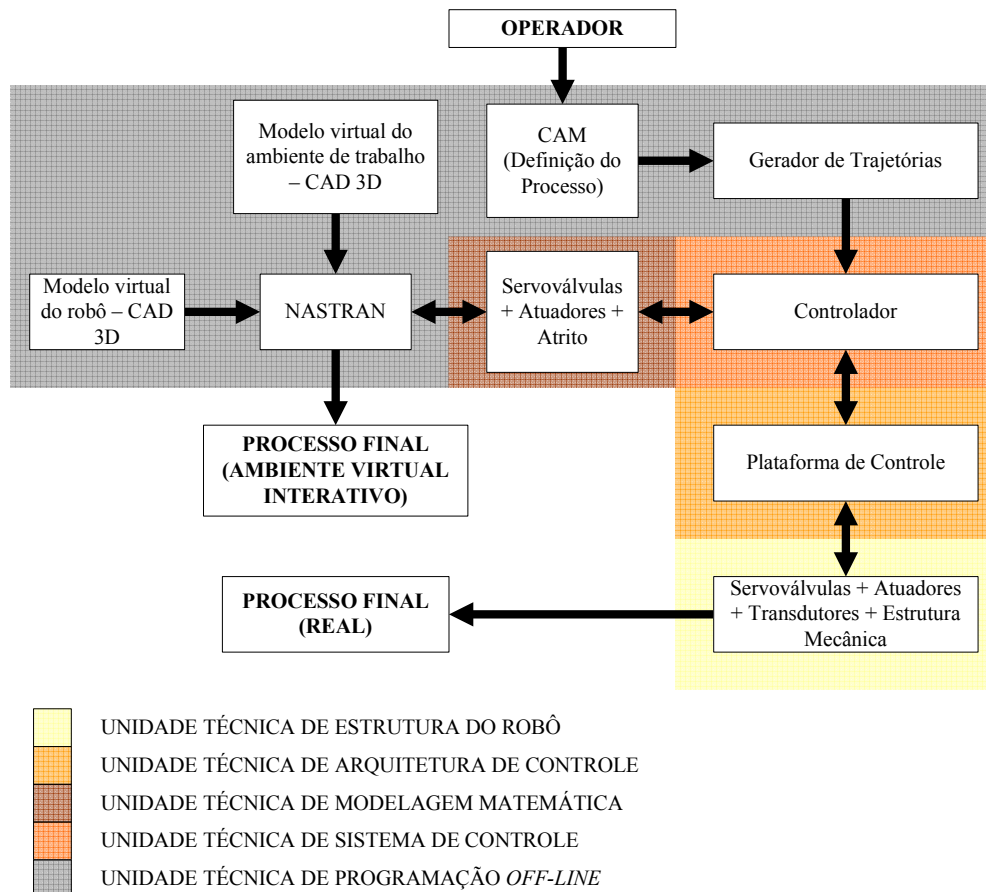 OPERADOR
Modelo virtual do
ambiente de trabalho
– CAD 3D
CAM
(Definição do
Processo)
Gerador de Trajetórias
Modelo virtual
do robô – CAD
3D
NASTRAN
Servoválvulas
+ Atuadores +
Atrito
Controlador
PROCESSO FINAL
(AMBIENTE VIRTUAL
INTERATIVO)
Plataforma de Controle
PROCESSO FINAL
(REAL)
Servoválvulas + Atuadores
+ Transdutores + Estrutura
Mecânica
UNIDADE TÉCNICA DE ESTRUTURA DO ROBÔ
UNIDADE TÉCNICA DE ARQUITETURA DE CONTROLE
UNIDADE TÉCNICA DE MODELAGEM MATEMÁTICA
UNIDADE TÉCNICA DE SISTEMA DE CONTROLE
UNIDADE TÉCNICA DE PROGRAMAÇÃO OFF-LINE